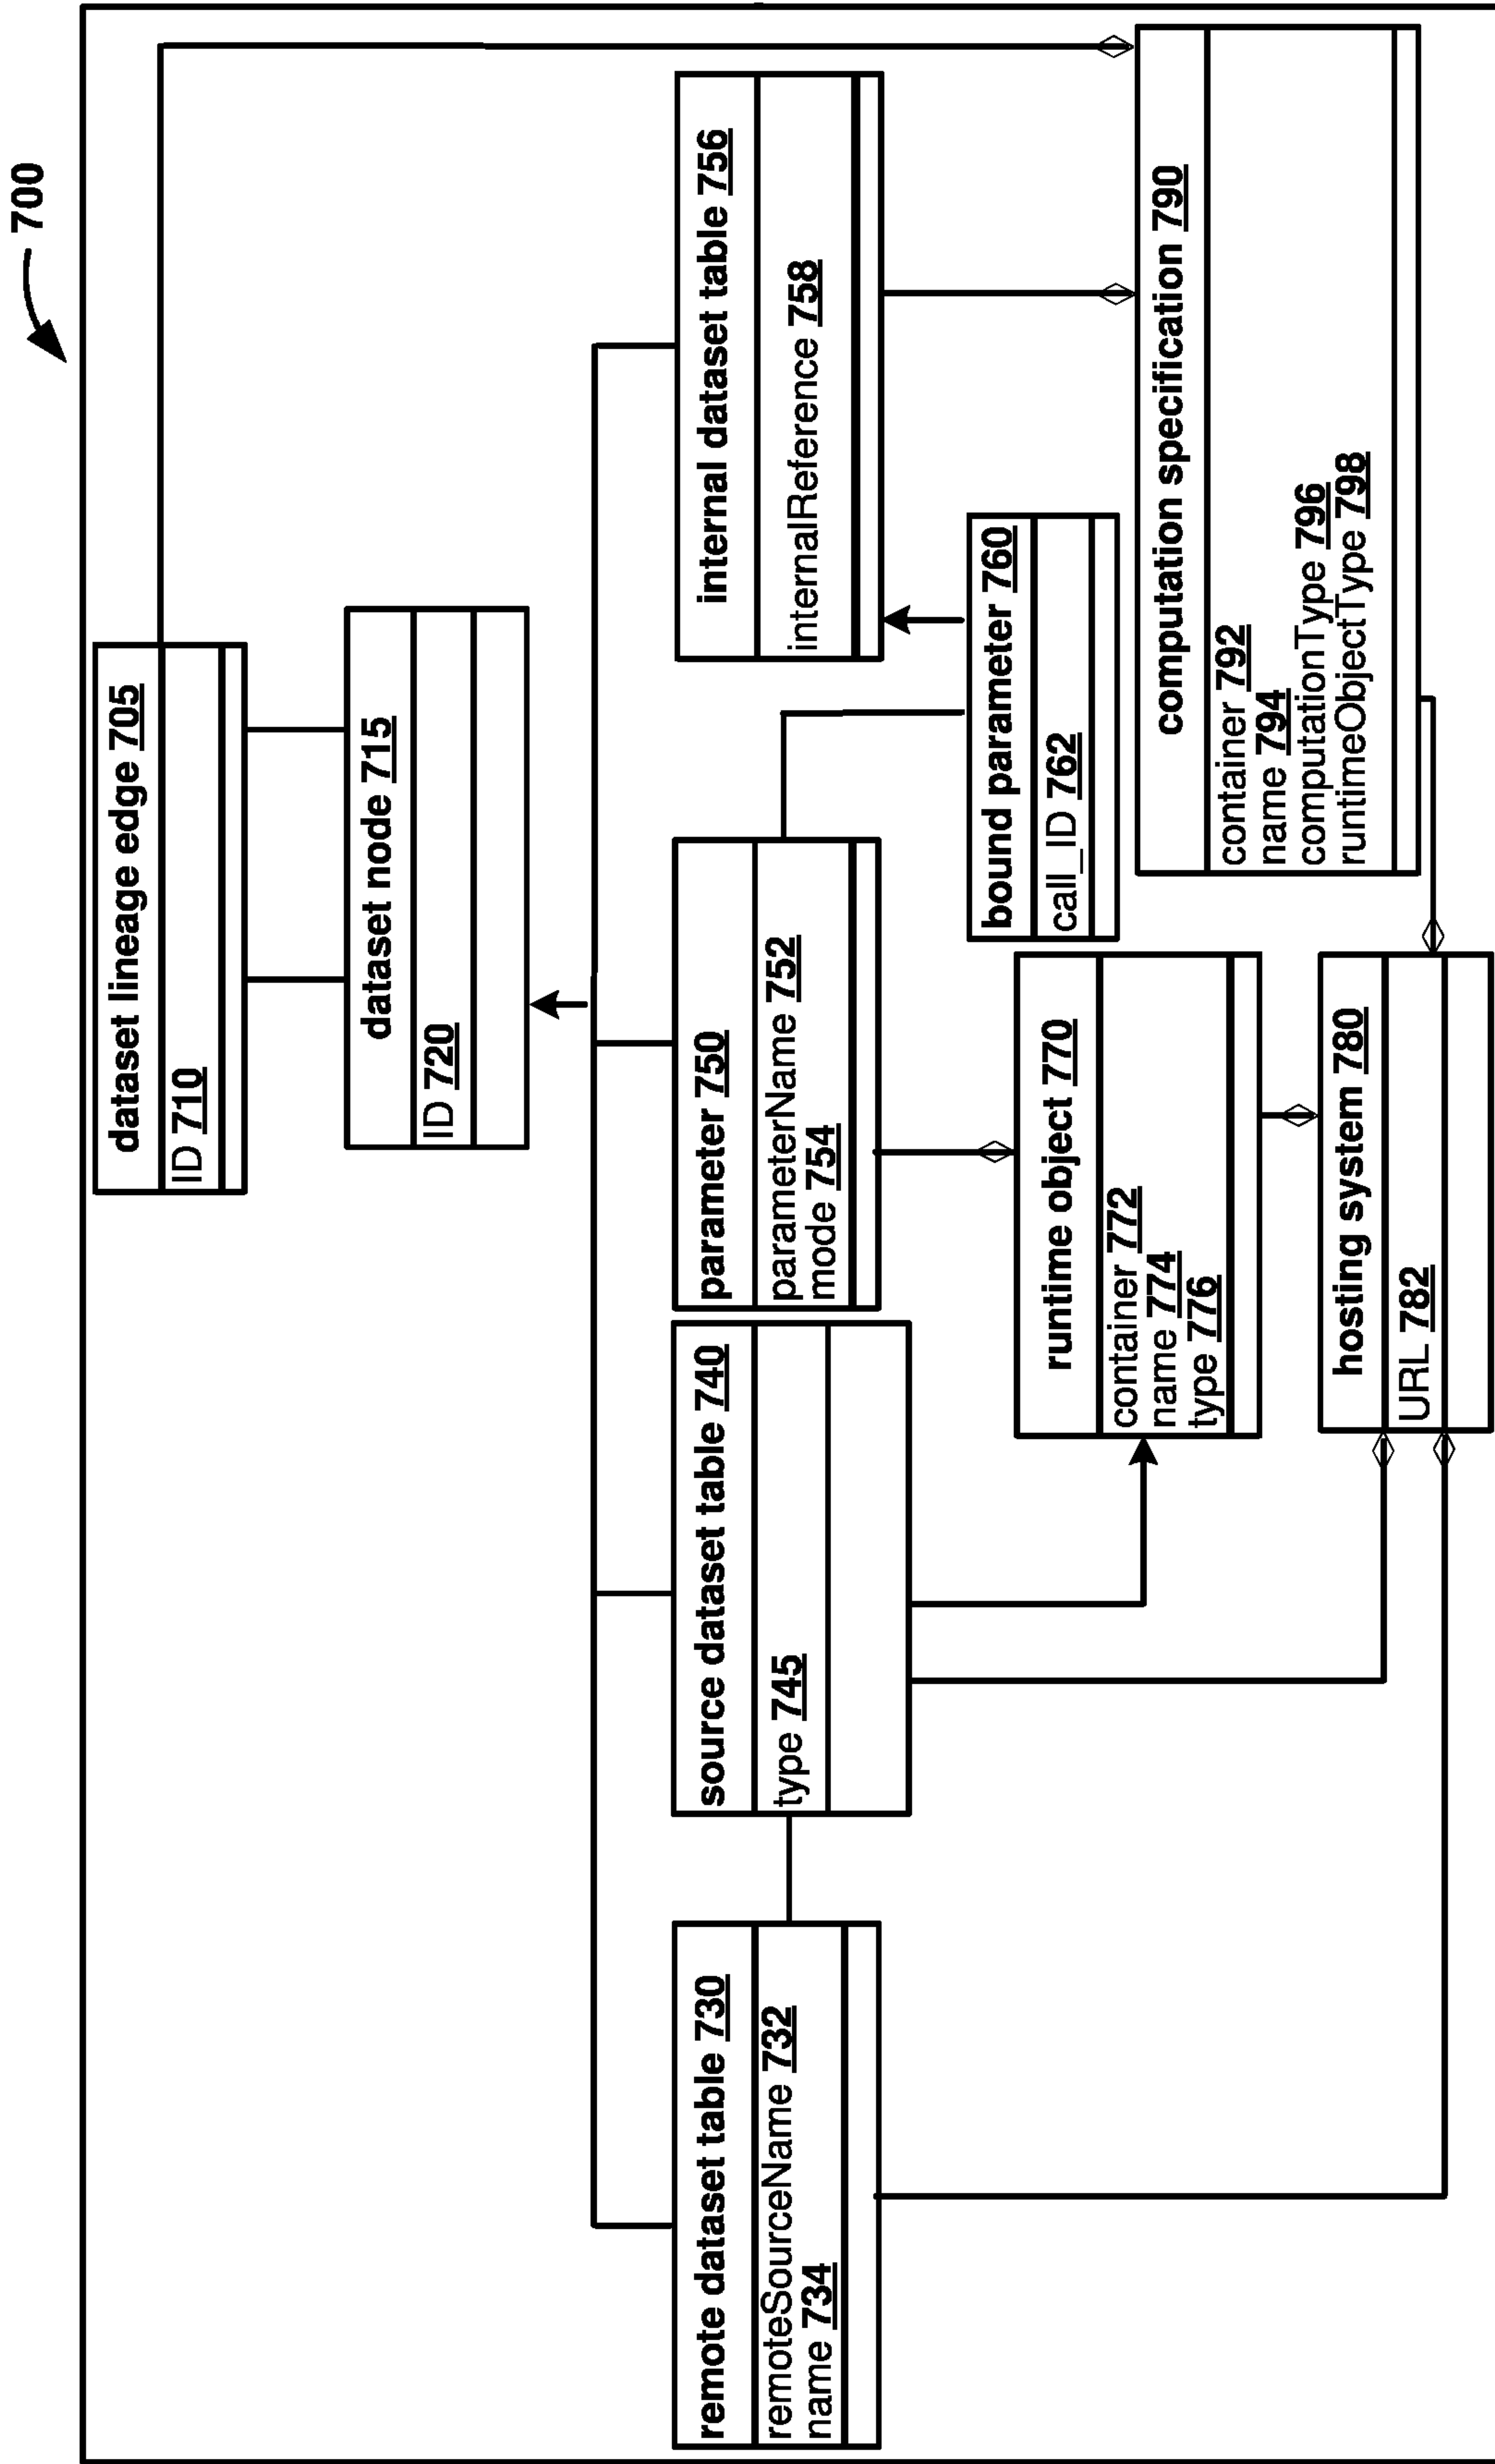 700
dataset lineage edge 705
ID 710
dataset node 715
ID 720
remote dataset table 730
remoteSourceName 732
name 734
source dataset table 740
type 745
parameter 750
parameterName 752
mode 754
internal dataset table 756
internalReference 758
bound parameter 760
call_ID 762
runtime object 770
container 772
name 774
type 776
hosting system 780
URL 782
computation specification 790
container 792
name 794
computationType 796
runtimeObjectType 798